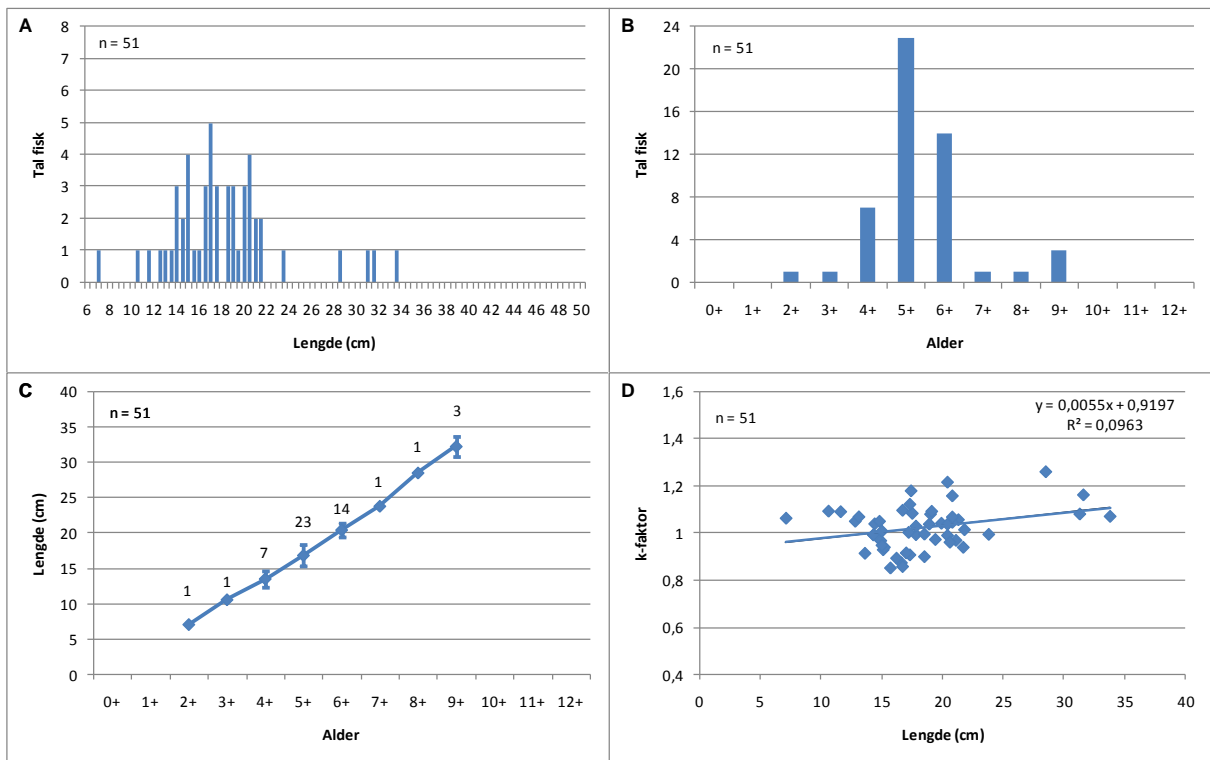 A
n = 51
Tal fisk
8
7
6
5
4
3
2
1
0
6 8 10 12 14 16 18 20 22 24 26 28 30 32 34 36 38 40 42 44 46 48 50
Lengde (cm)
B
n = 51
Tal fisk
24
20
16
12
8
4
0
0+ 1+ 2+ 3+ 4+ 5+ 6+ 7+ 8+ 9+ 10+ 11+ 12+
Alder
C
n = 51
Lengde (cm)
40
35
30
25
20
15
10
5
0
1 1 7 23 14 1 1 3
0+ 1+ 2+ 3+ 4+ 5+ 6+ 7+ 8+ 9+ 10+ 11+ 12+
Alder
D
n = 51
y = 0,0055x + 0,9197
R² = 0,0963
k-faktor
1,6
1,4
1,2
1
0,8
0,6
0,4
0 5 10 15 20 25 30 35 40
Lengde (cm)